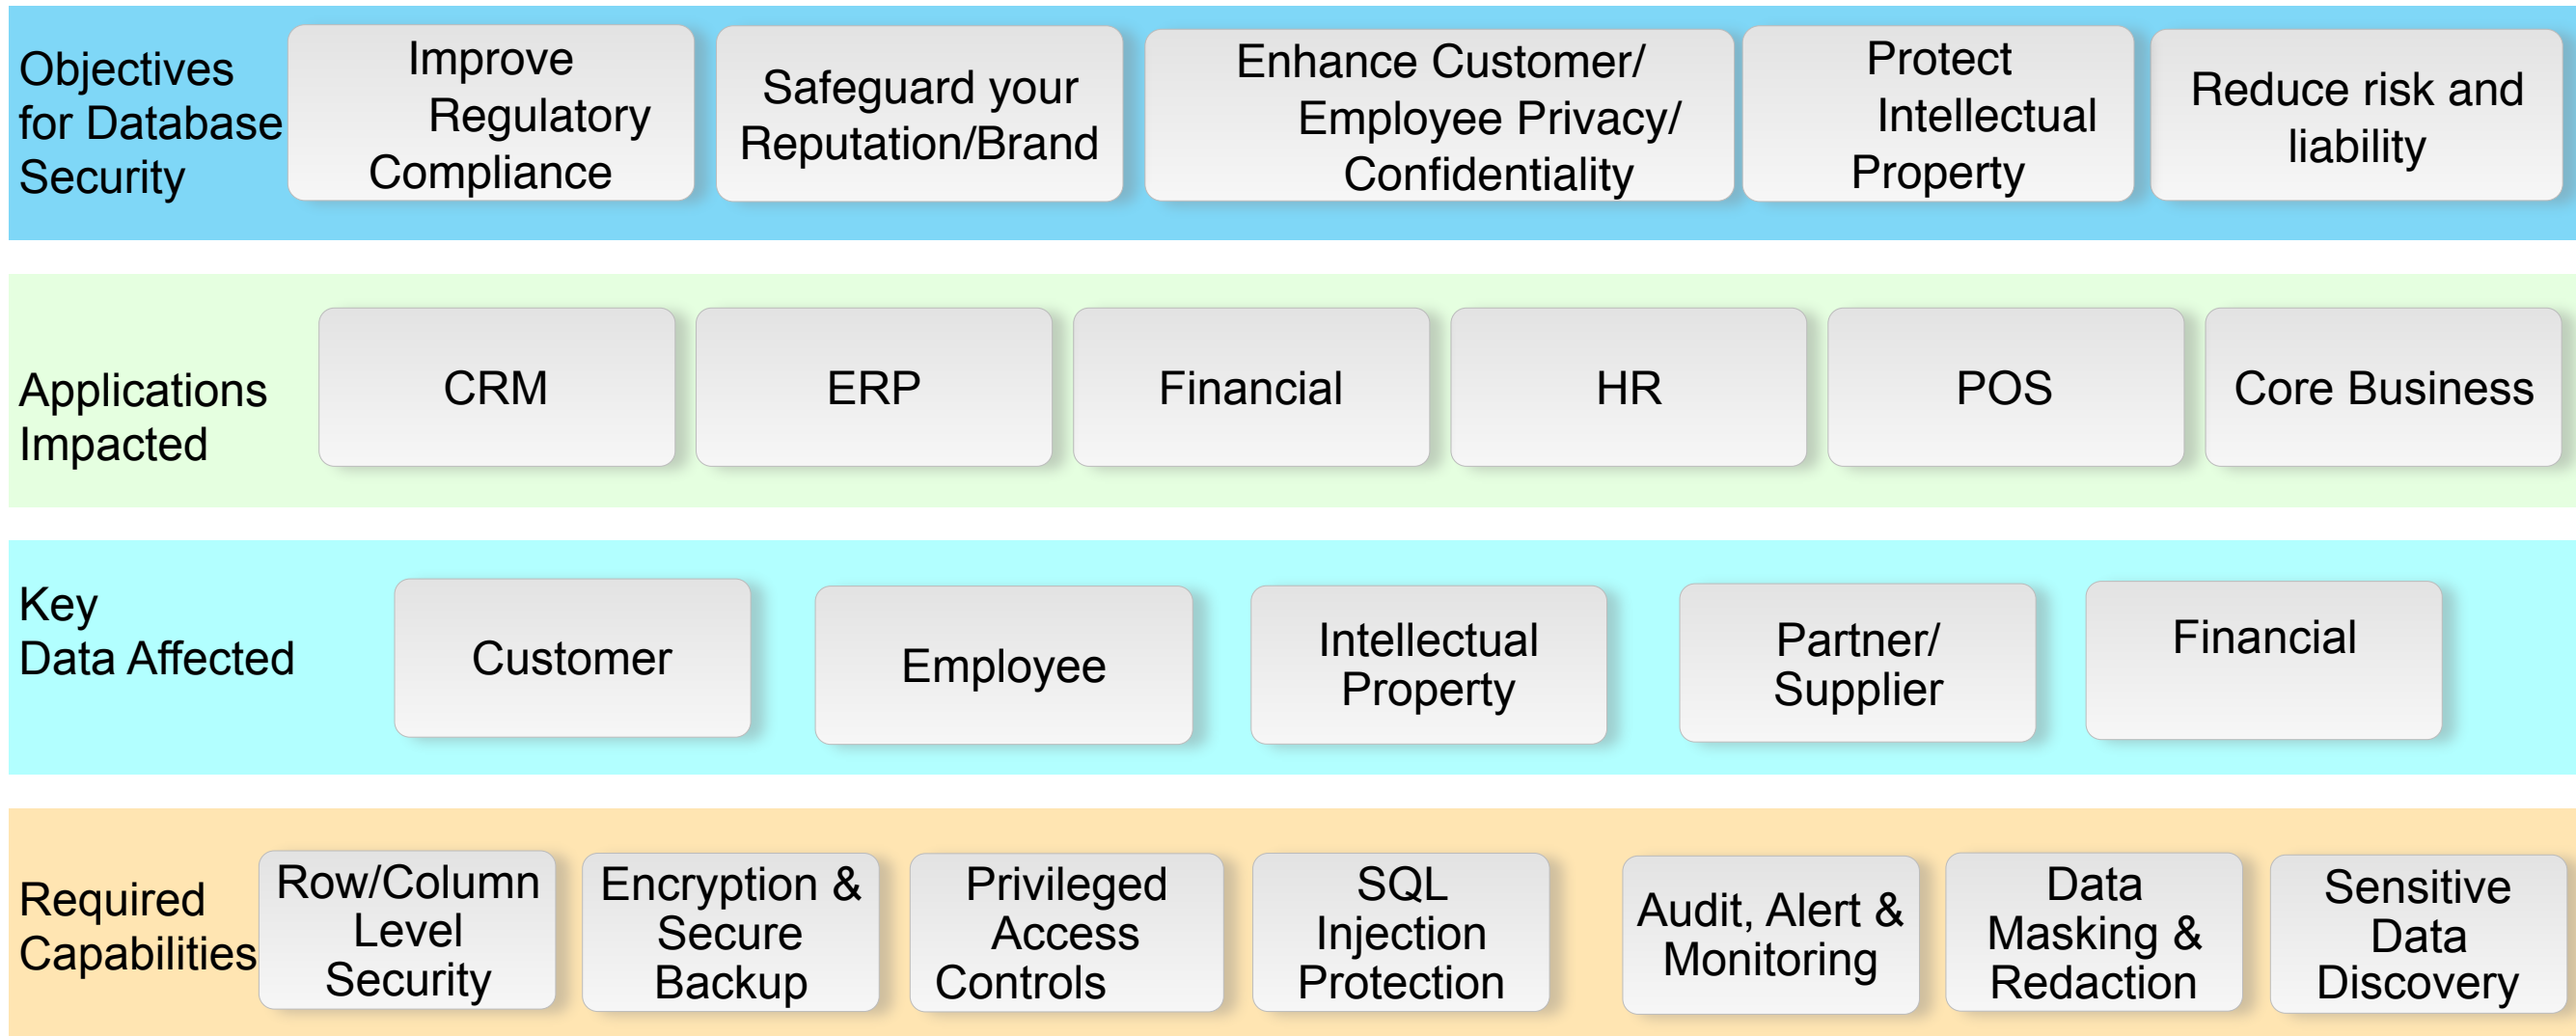 Objectives
for Database
Security
Improve
Regulatory
Compliance
Safeguard your
Reputation/Brand
Enhance Customer/
Employee Privacy/
Confidentiality
Protect
Intellectual
Property
Reduce risk and
liability
Applications
Impacted
CRM
ERP
Financial
HR
POS
Core Business
Key
Data Affected
Customer
Employee
Intellectual
Property
Partner/
Supplier
Financial
Required
Capabilities
Row/Column
Level
Security
Encryption &
Secure
Backup
Privileged
Access
Controls
SQL
Injection
Protection
Audit, Alert &
Monitoring
Data
Masking &
Redaction
Sensitive
Data
Discovery